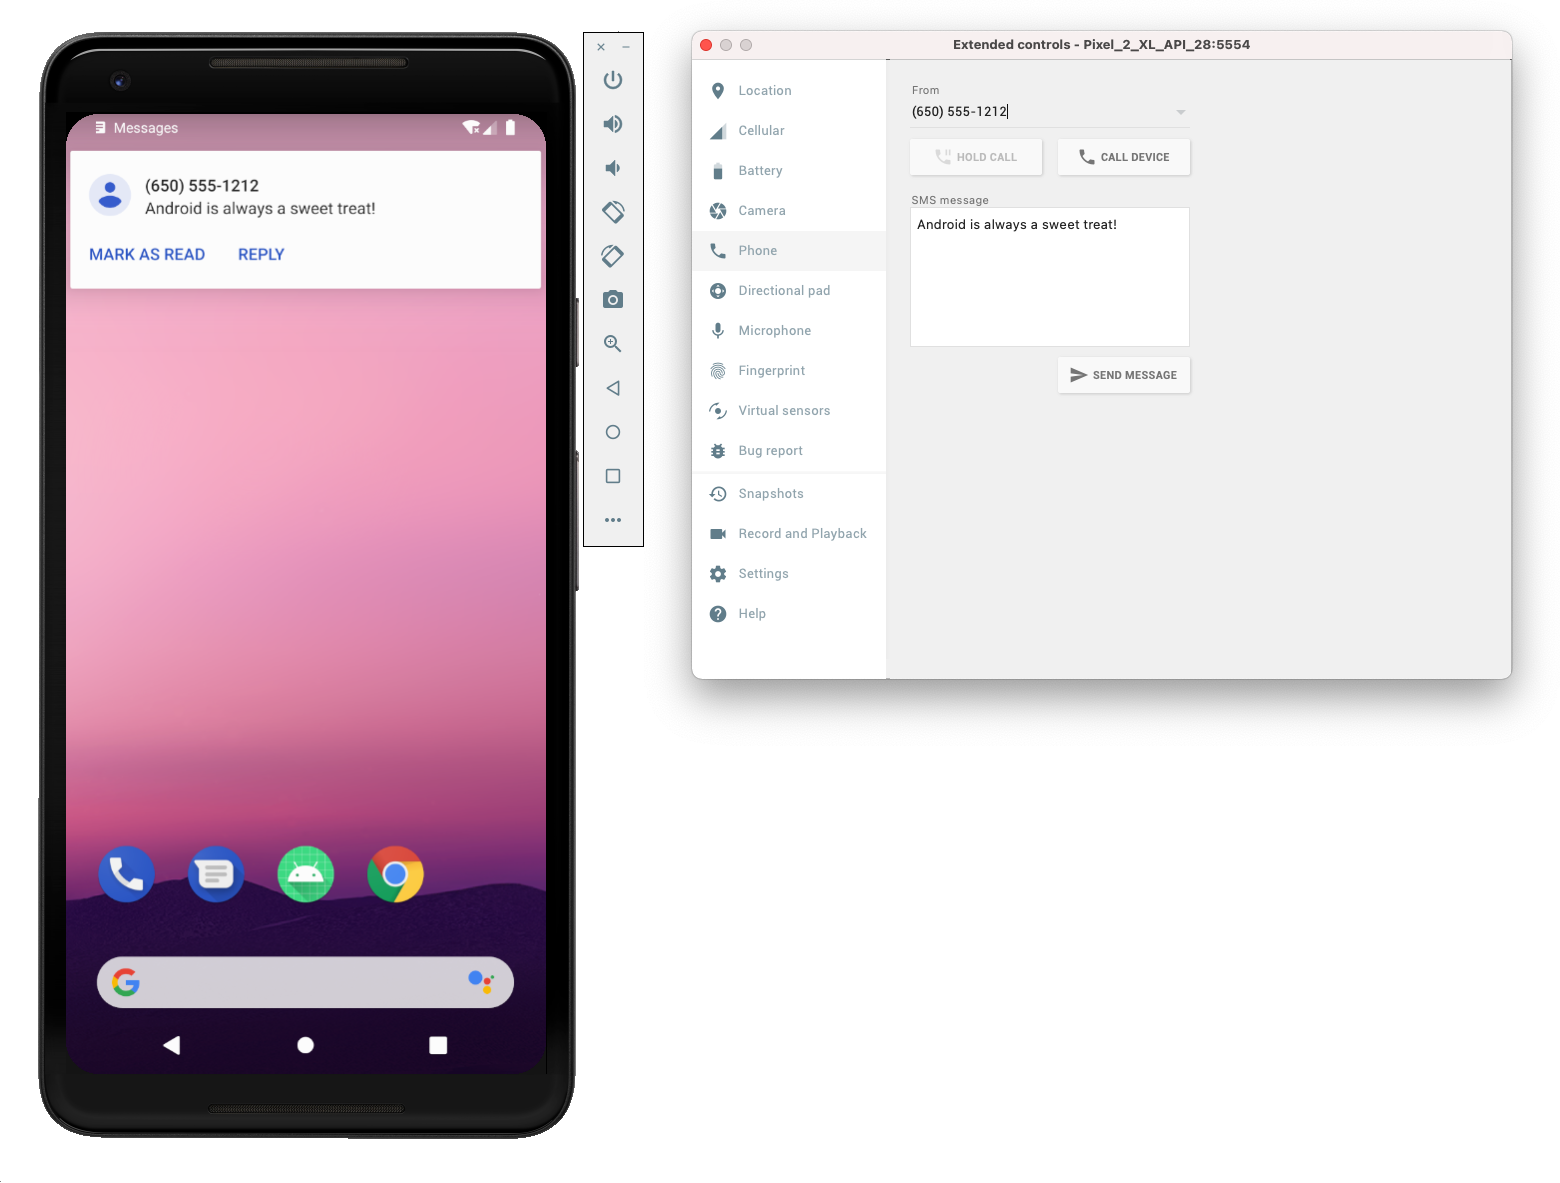 Messages
(650) 555-1212
Android is always a sweet treat!
MARK AS READ REPLY
Extended controls - Pixel_2_XL_API_28:5554
Location
Cellular
Battery
Camera
Phone
Directional pad
Microphone
Fingerprint
Virtual sensors
Bug report
Snapshots
Record and Playback
Settings
Help
From
(650) 555-1212
HOLD CALL CALL DEVICE
SMS message
Android is always a sweet treat!
SEND MESSAGE